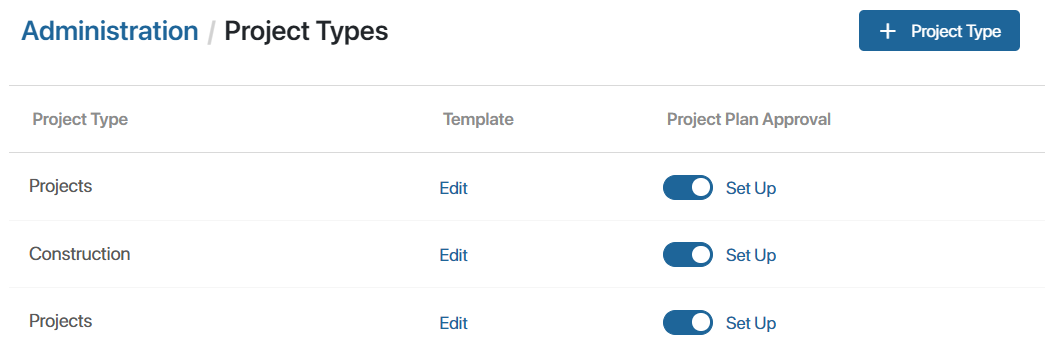 Administration / Project Types
+ Project Type
Project Type Template Project Plan Approval
Projects Edit Set Up
Construction Edit Set Up
Projects Edit Set Up